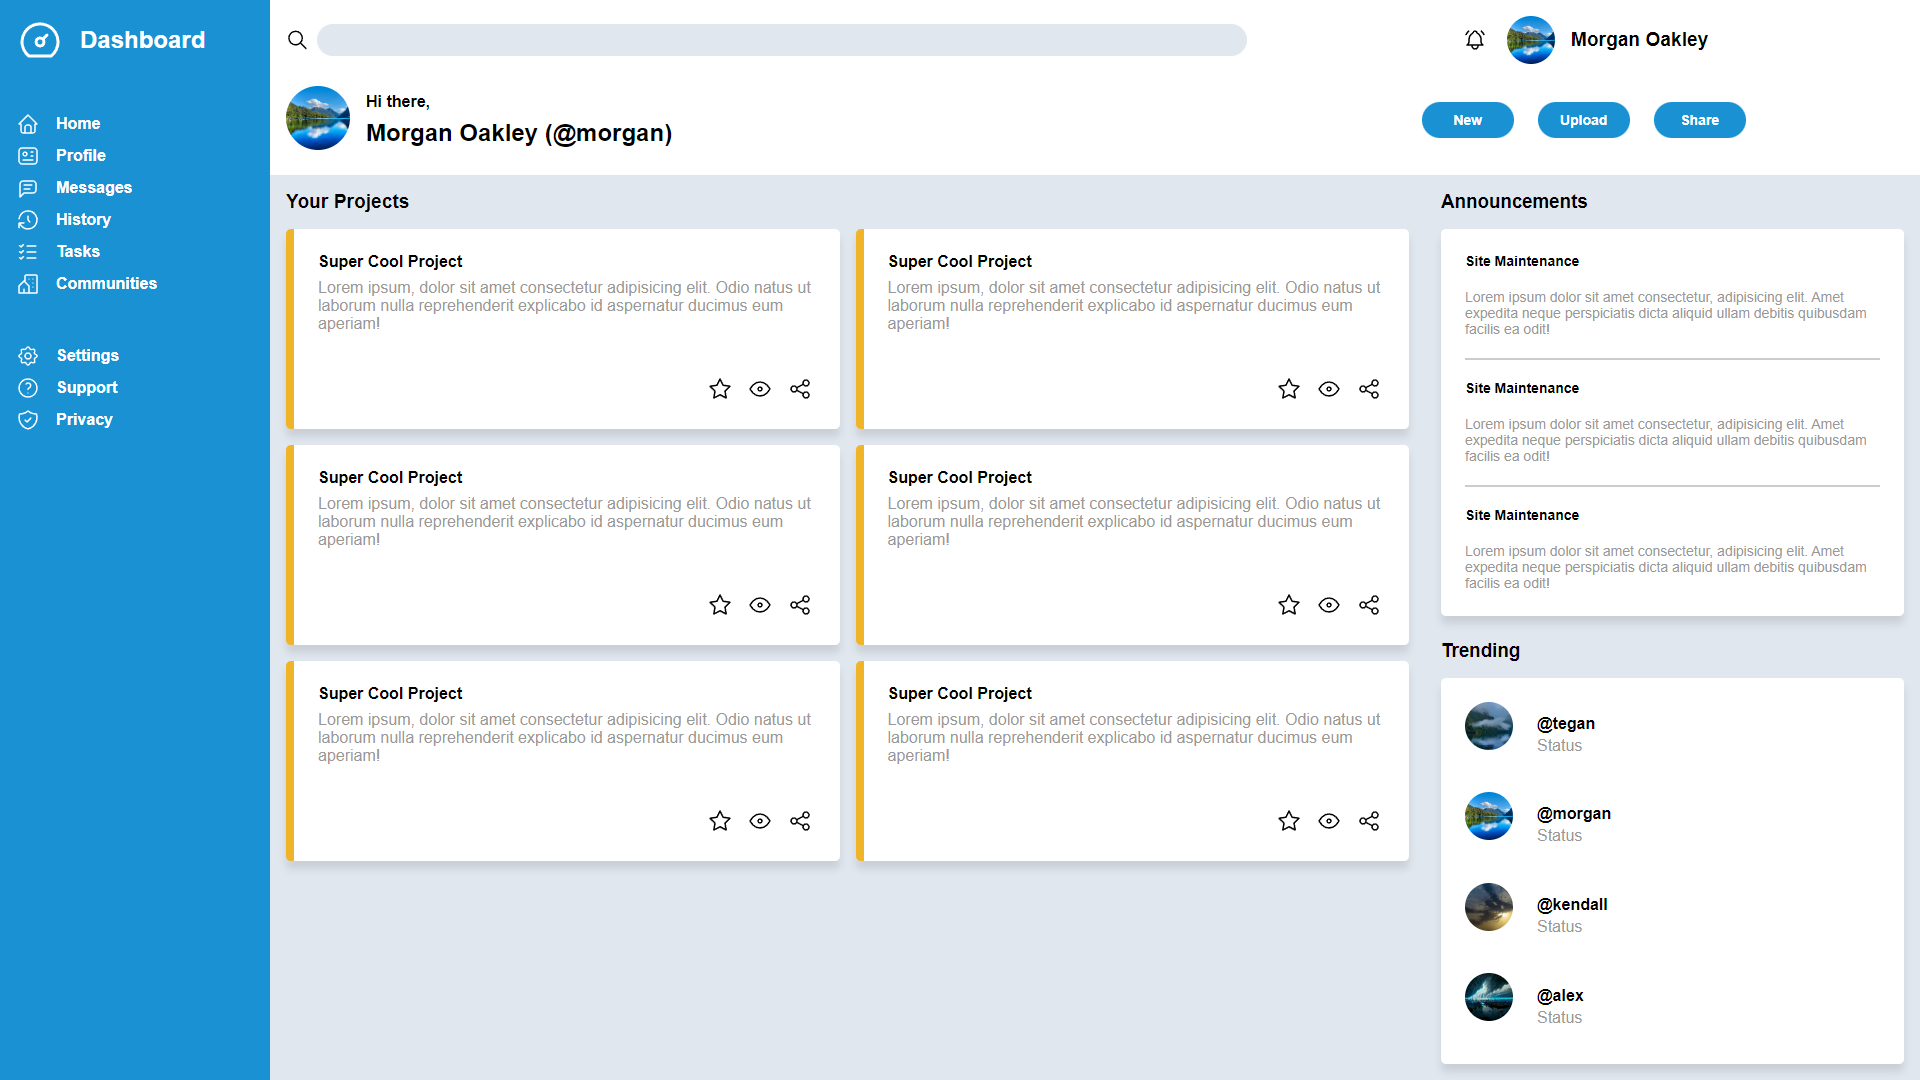 Dashboard
Home
Profile
Messages
History
Tasks
Communities
Settings
Support
Privacy
Morgan Oakley
Hi there,
Morgan Oakley (@morgan)
New
Upload
Share
Your Projects
Super Cool Project
Lorem ipsum, dolor sit amet consectetur adipisicing elit. Odio natus ut
laborum nulla reprehenderit explicabo id aspernatur ducimus eum
aperiam!
Super Cool Project
Lorem ipsum, dolor sit amet consectetur adipisicing elit. Odio natus ut
laborum nulla reprehenderit explicabo id aspernatur ducimus eum
aperiam!
Super Cool Project
Lorem ipsum, dolor sit amet consectetur adipisicing elit. Odio natus ut
laborum nulla reprehenderit explicabo id aspernatur ducimus eum
aperiam!
Super Cool Project
Lorem ipsum, dolor sit amet consectetur adipisicing elit. Odio natus ut
laborum nulla reprehenderit explicabo id aspernatur ducimus eum
aperiam!
Super Cool Project
Lorem ipsum, dolor sit amet consectetur adipisicing elit. Odio natus ut
laborum nulla reprehenderit explicabo id aspernatur ducimus eum
aperiam!
Super Cool Project
Lorem ipsum, dolor sit amet consectetur adipisicing elit. Odio natus ut
laborum nulla reprehenderit explicabo id aspernatur ducimus eum
aperiam!
Announcements
Site Maintenance
Lorem ipsum dolor sit amet consectetur, adipisicing elit. Amet
expedita neque perspiciatis dicta aliquid ullam debitis quibusdam
facilis ea odit!
Site Maintenance
Lorem ipsum dolor sit amet consectetur, adipisicing elit. Amet
expedita neque perspiciatis dicta aliquid ullam debitis quibusdam
facilis ea odit!
Site Maintenance
Lorem ipsum dolor sit amet consectetur, adipisicing elit. Amet
expedita neque perspiciatis dicta aliquid ullam debitis quibusdam
facilis ea odit!
Trending
@tegan
Status
@morgan
Status
@kendall
Status
@alex
Status